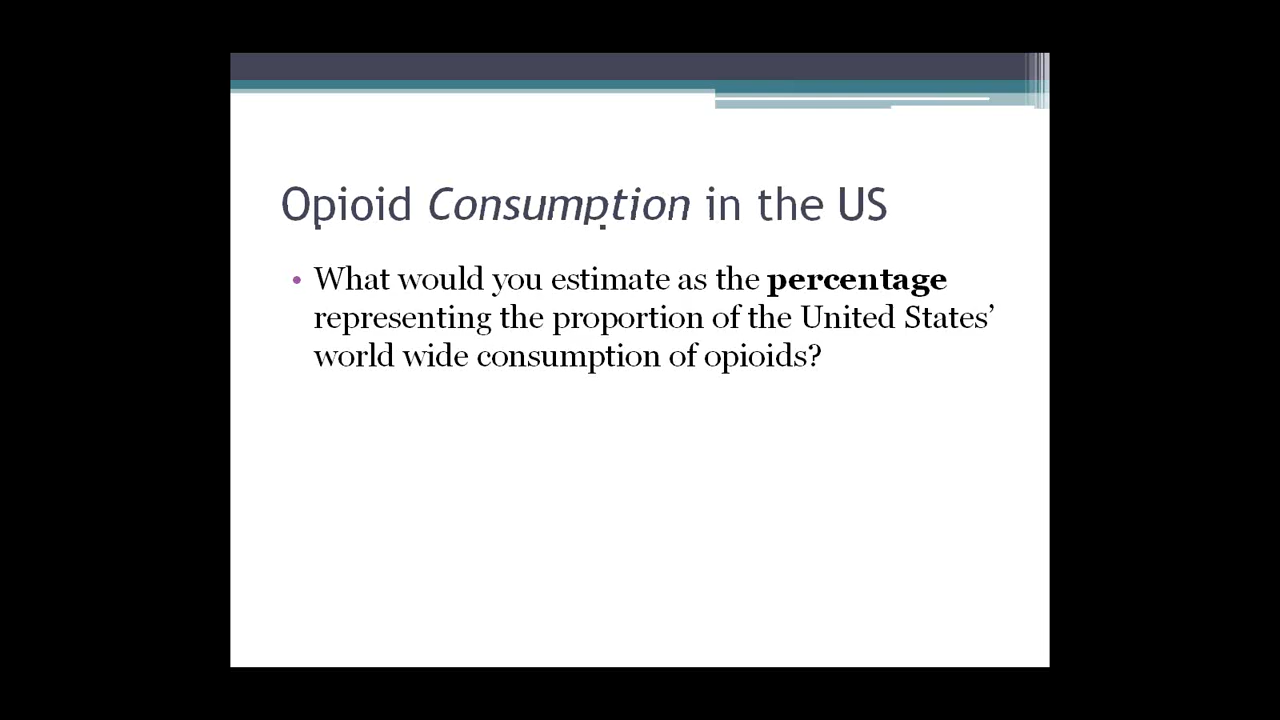 Opioid Consumption in the US
• What would you estimate as the percentage
representing the proportion of the United States’
world wide consumption of opioids?